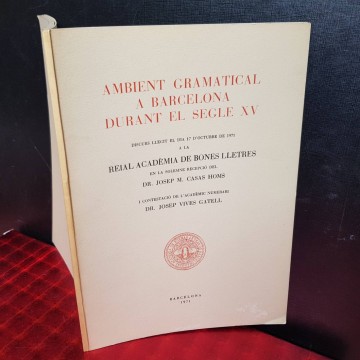 AMBIENT GRAMATICAL
A BARCELONA
DURANT EL SEGLE XV
DISCURS LLEGIT EL DIA 17 D'OCTUBRE DE 1971
A LA
REIAL ACADÈMIA DE BONES LLETRES
EN LA SOLEMNE RECEPCIÓ DEL
DR. JOSEP M. CASAS HOMS
I CONTESTACIÓ DE L'ACADÈMIC NUMERARI
DR. JOSEP VIVES GATELL
BARCELONA
1971